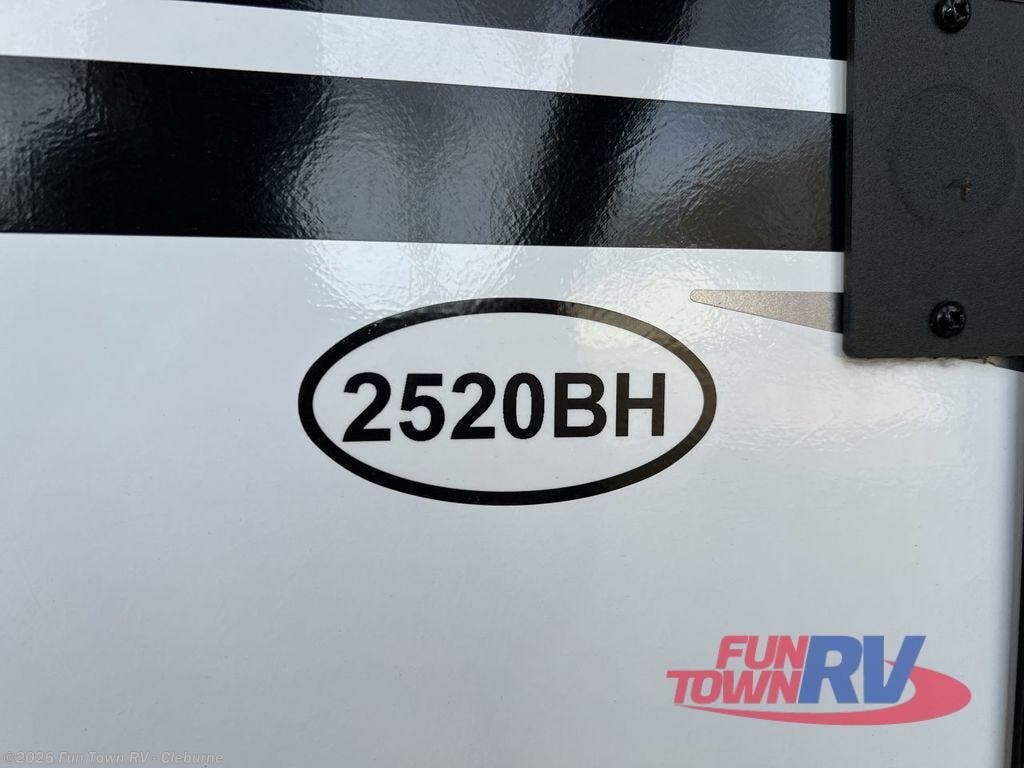 2520BH
FUN
TOWN RV
©2026 Fun Town RV - Cleburne